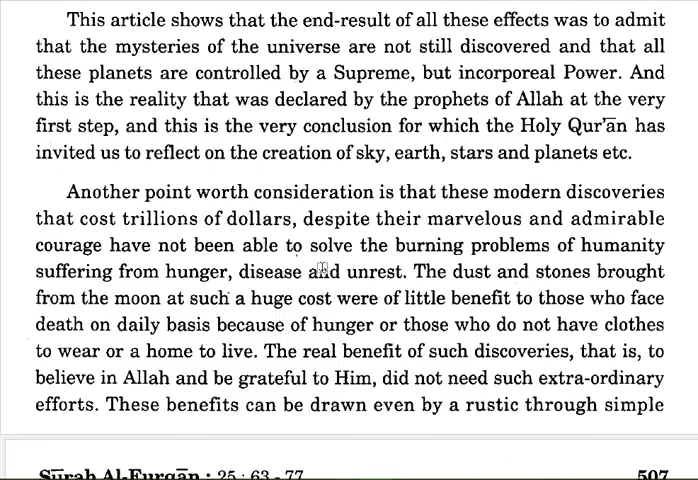 This article shows that the end-result of all these effects was to admit
that the mysteries of the universe are not still discovered and that all
these planets are controlled by a Supreme, but incorporeal Power. And
this is the reality that was declared by the prophets of Allah at the very
first step, and this is the very conclusion for which the Holy Qur'ān has
invited us to reflect on the creation of sky, earth, stars and planets etc.
Another point worth consideration is that these modern discoveries
that cost trillions of dollars, despite their marvelous and admirable
courage have not been able to solve the burning problems of humanity
suffering from hunger, disease and unrest. The dust and stones brought
from the moon at such a huge cost were of little benefit to those who face
death on daily basis because of hunger or those who do not have clothes
to wear or a home to live. The real benefit of such discoveries, that is, to
believe in Allah and be grateful to Him, did not need such extra-ordinary
efforts. These benefits can be drawn even by a rustic through simple
Sūrah Al-Furqān : 25 : 63 - 77 507